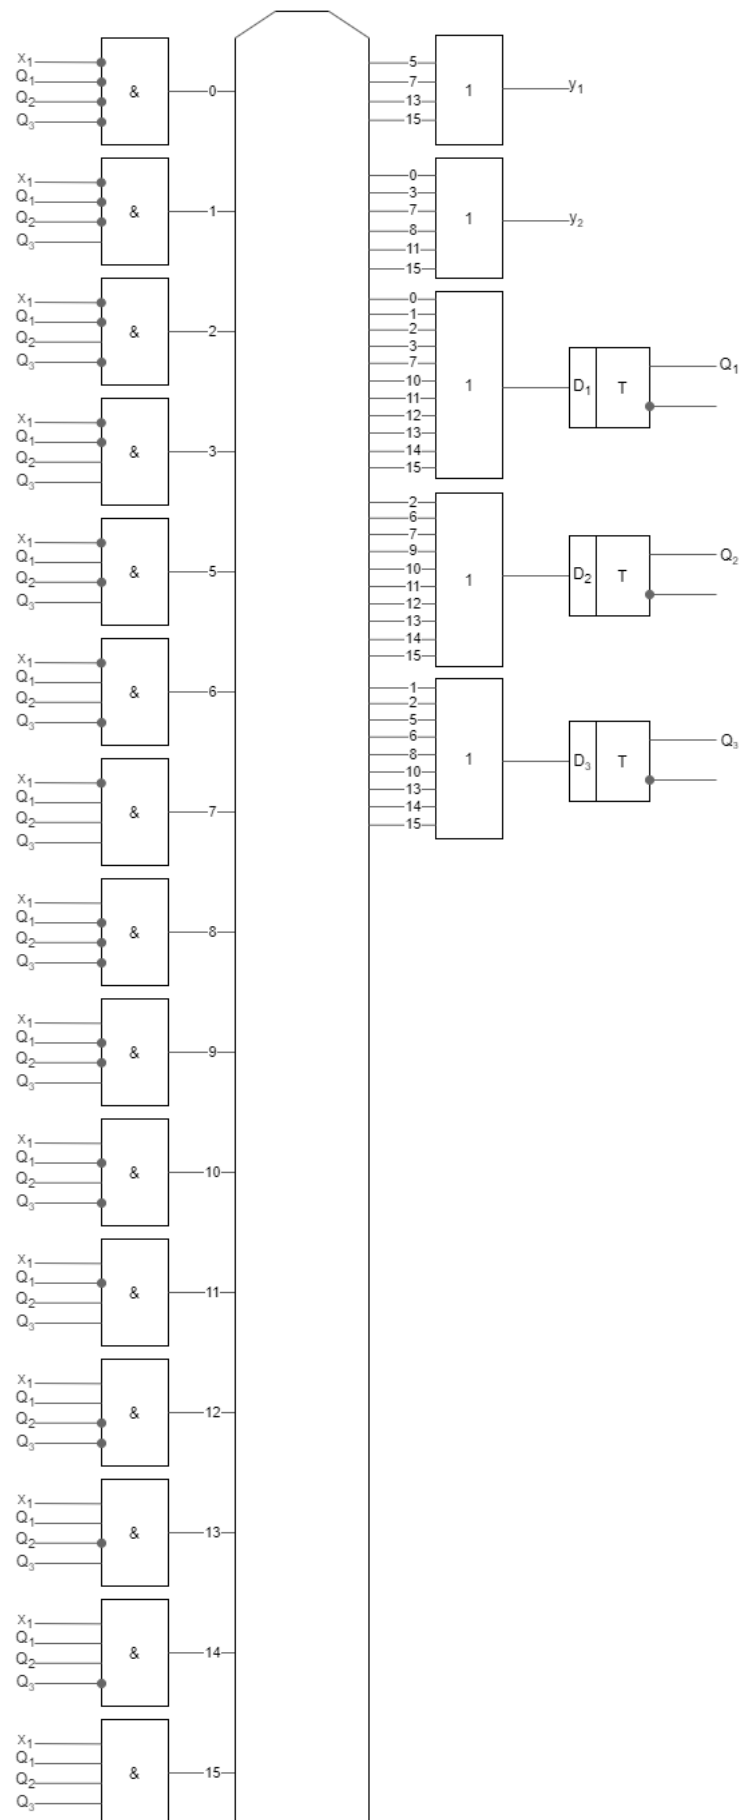 X₁
Q₁
Q₂
Q₃
&
0
X₁
Q₁
Q₂
Q₃
&
1
X₁
Q₁
Q₂
Q₃
&
2
X₁
Q₁
Q₂
Q₃
&
3
X₁
Q₁
Q₂
Q₃
&
5
X₁
Q₁
Q₂
Q₃
&
6
X₁
Q₁
Q₂
Q₃
&
7
X₁
Q₁
Q₂
Q₃
&
8
X₁
Q₁
Q₂
Q₃
&
9
X₁
Q₁
Q₂
Q₃
&
10
X₁
Q₁
Q₂
Q₃
&
11
X₁
Q₁
Q₂
Q₃
&
12
X₁
Q₁
Q₂
Q₃
&
13
X₁
Q₁
Q₂
Q₃
&
14
X₁
Q₁
Q₂
Q₃
&
15
5
7
13
15
1
y₁
0
3
7
8
11
15
1
y₂
0
1
2
3
7
10
11
12
13
14
15
1
D₁ T
Q₁
2
6
7
9
10
11
12
13
14
15
1
D₂ T
Q₂
1
2
5
6
8
10
13
14
15
1
D₃ T
Q₃